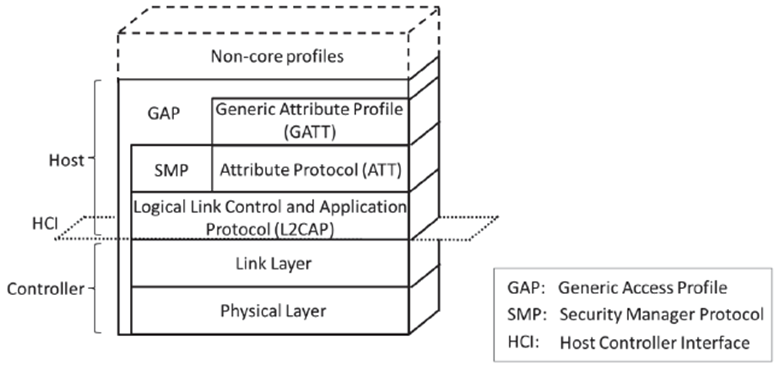 Non-core profiles
GAP
Generic Attribute Profile
(GATT)
Host
SMP
Attribute Protocol (ATT)
Logical Link Control and Application
Protocol (L2CAP)
HCI
Link Layer
Controller
Physical Layer
GAP: Generic Access Profile
SMP: Security Manager Protocol
HCI: Host Controller Interface